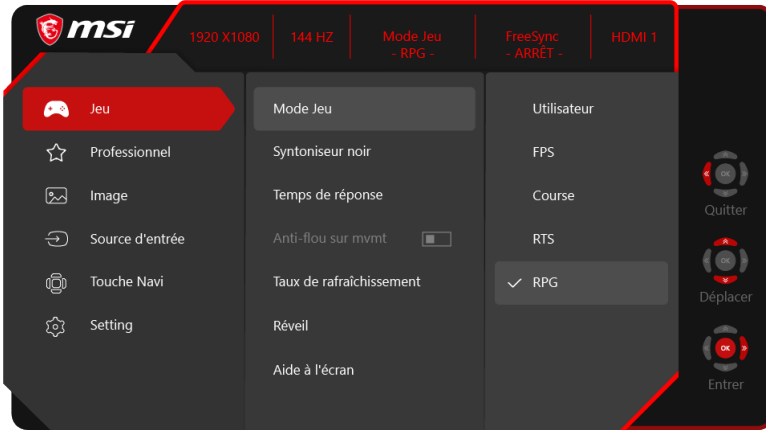 msi
1920 X1080
144 HZ
Mode Jeu
- RPG -
FreeSync
- ARRÊT -
HDMI 1
Jeu
Professionnel
Image
Source d'entrée
Touche Navi
Setting
Mode Jeu
Syntoniseur noir
Temps de réponse
Anti-flou sur mvmt
Taux de rafraîchissement
Réveil
Aide à l'écran
Utilisateur
FPS
Course
RTS
RPG
OK
Quitter
OK
Déplacer
OK
Entrer